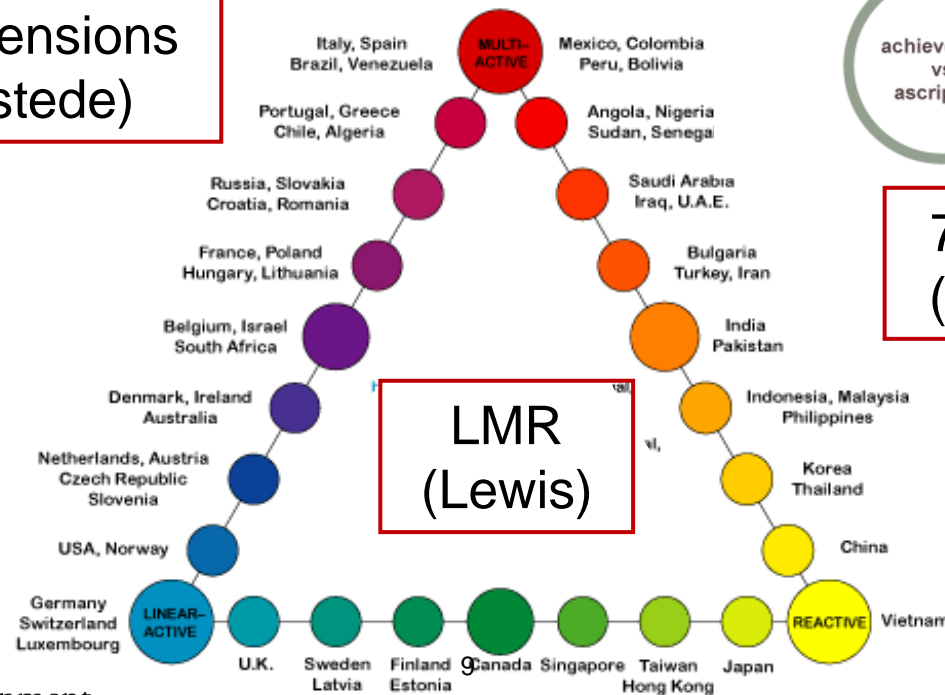 ensions
stede)
MULTI-
ACTIVE
Italy, Spain
Brazil, Venezuela
Mexico, Colombia
Peru, Bolivia
achiev
vs
ascrip
Portugal, Greece
Chile, Algeria
Angola, Nigeria
Sudan, Senegal
Russia, Slovakia
Croatia, Romania
Saudi Arabia
Iraq, U.A.E.
7
(
France, Poland
Hungary, Lithuania
Bulgaria
Turkey, Iran
Belgium, Israel
South Africa
India
Pakistan
Denmark, Ireland
Australia
LMR
(Lewis)
Indonesia, Malaysia
Philippines
Netherlands, Austria
Czech Republic
Slovenia
Korea
Thailand
USA, Norway
China
Germany
Switzerland
Luxembourg
LINEAR-
ACTIVE
REACTIVE
Vietnam
U.K.
Sweden
Latvia
Finland
Estonia
9
Canada
Singapore
Taiwan
Hong Kong
Japan